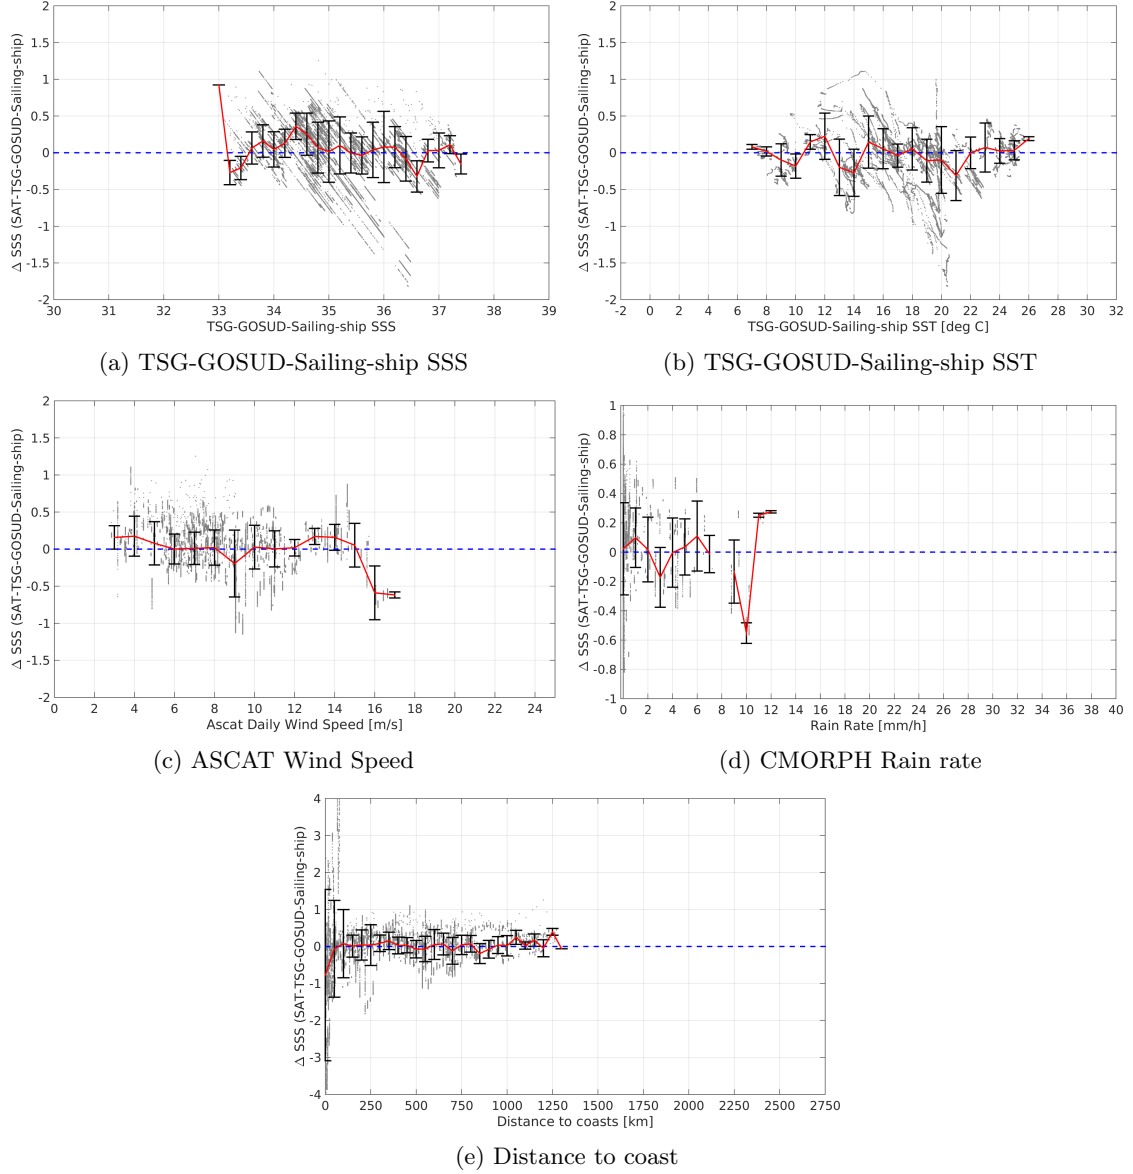 2
1.5
1
0.5
0
-0.5
-1
-1.5
-2
Δ SSS (SAT-TSG-GOSUD-Sailing-ship)
30 31 32 33 34 35 36 37 38 39
TSG-GOSUD-Sailing-ship SSS
(a) TSG-GOSUD-Sailing-ship SSS
2
1.5
1
0.5
0
-0.5
-1
-1.5
-2
Δ SSS (SAT-TSG-GOSUD-Sailing-ship)
-2 0 2 4 6 8 10 12 14 16 18 20 22 24 26 28 30 32
TSG-GOSUD-Sailing-ship SST [deg C]
(b) TSG-GOSUD-Sailing-ship SST
2
1.5
1
0.5
0
-0.5
-1
-1.5
-2
Δ SSS (SAT-TSG-GOSUD-Sailing-ship)
0 2 4 6 8 10 12 14 16 18 20 22 24
Ascat Daily Wind Speed [m/s]
(c) ASCAT Wind Speed
1
0.8
0.6
0.4
0.2
0
-0.2
-0.4
-0.6
-0.8
-1
Δ SSS (SAT-TSG-GOSUD-Sailing-ship)
0 2 4 6 8 10 12 14 16 18 20 22 24 26 28 30 32 34 36 38 40
Rain Rate [mm/h]
(d) CMORPH Rain rate
4
3
2
1
0
-1
-2
-3
-4
Δ SSS (SAT-TSG-GOSUD-Sailing-ship)
0 250 500 750 1000 1250 1500 1750 2000 2250 2500 2750
Distance to coasts [km]
(e) Distance to coast